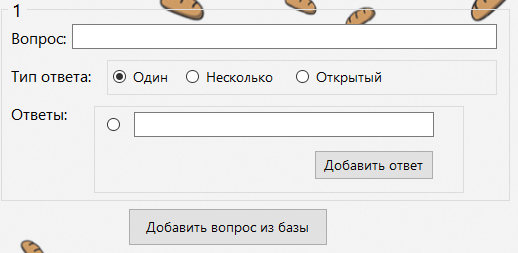 1
Вопрос:
Тип ответа: Один Несколько Открытый
Ответы:
Добавить ответ
Добавить вопрос из базы